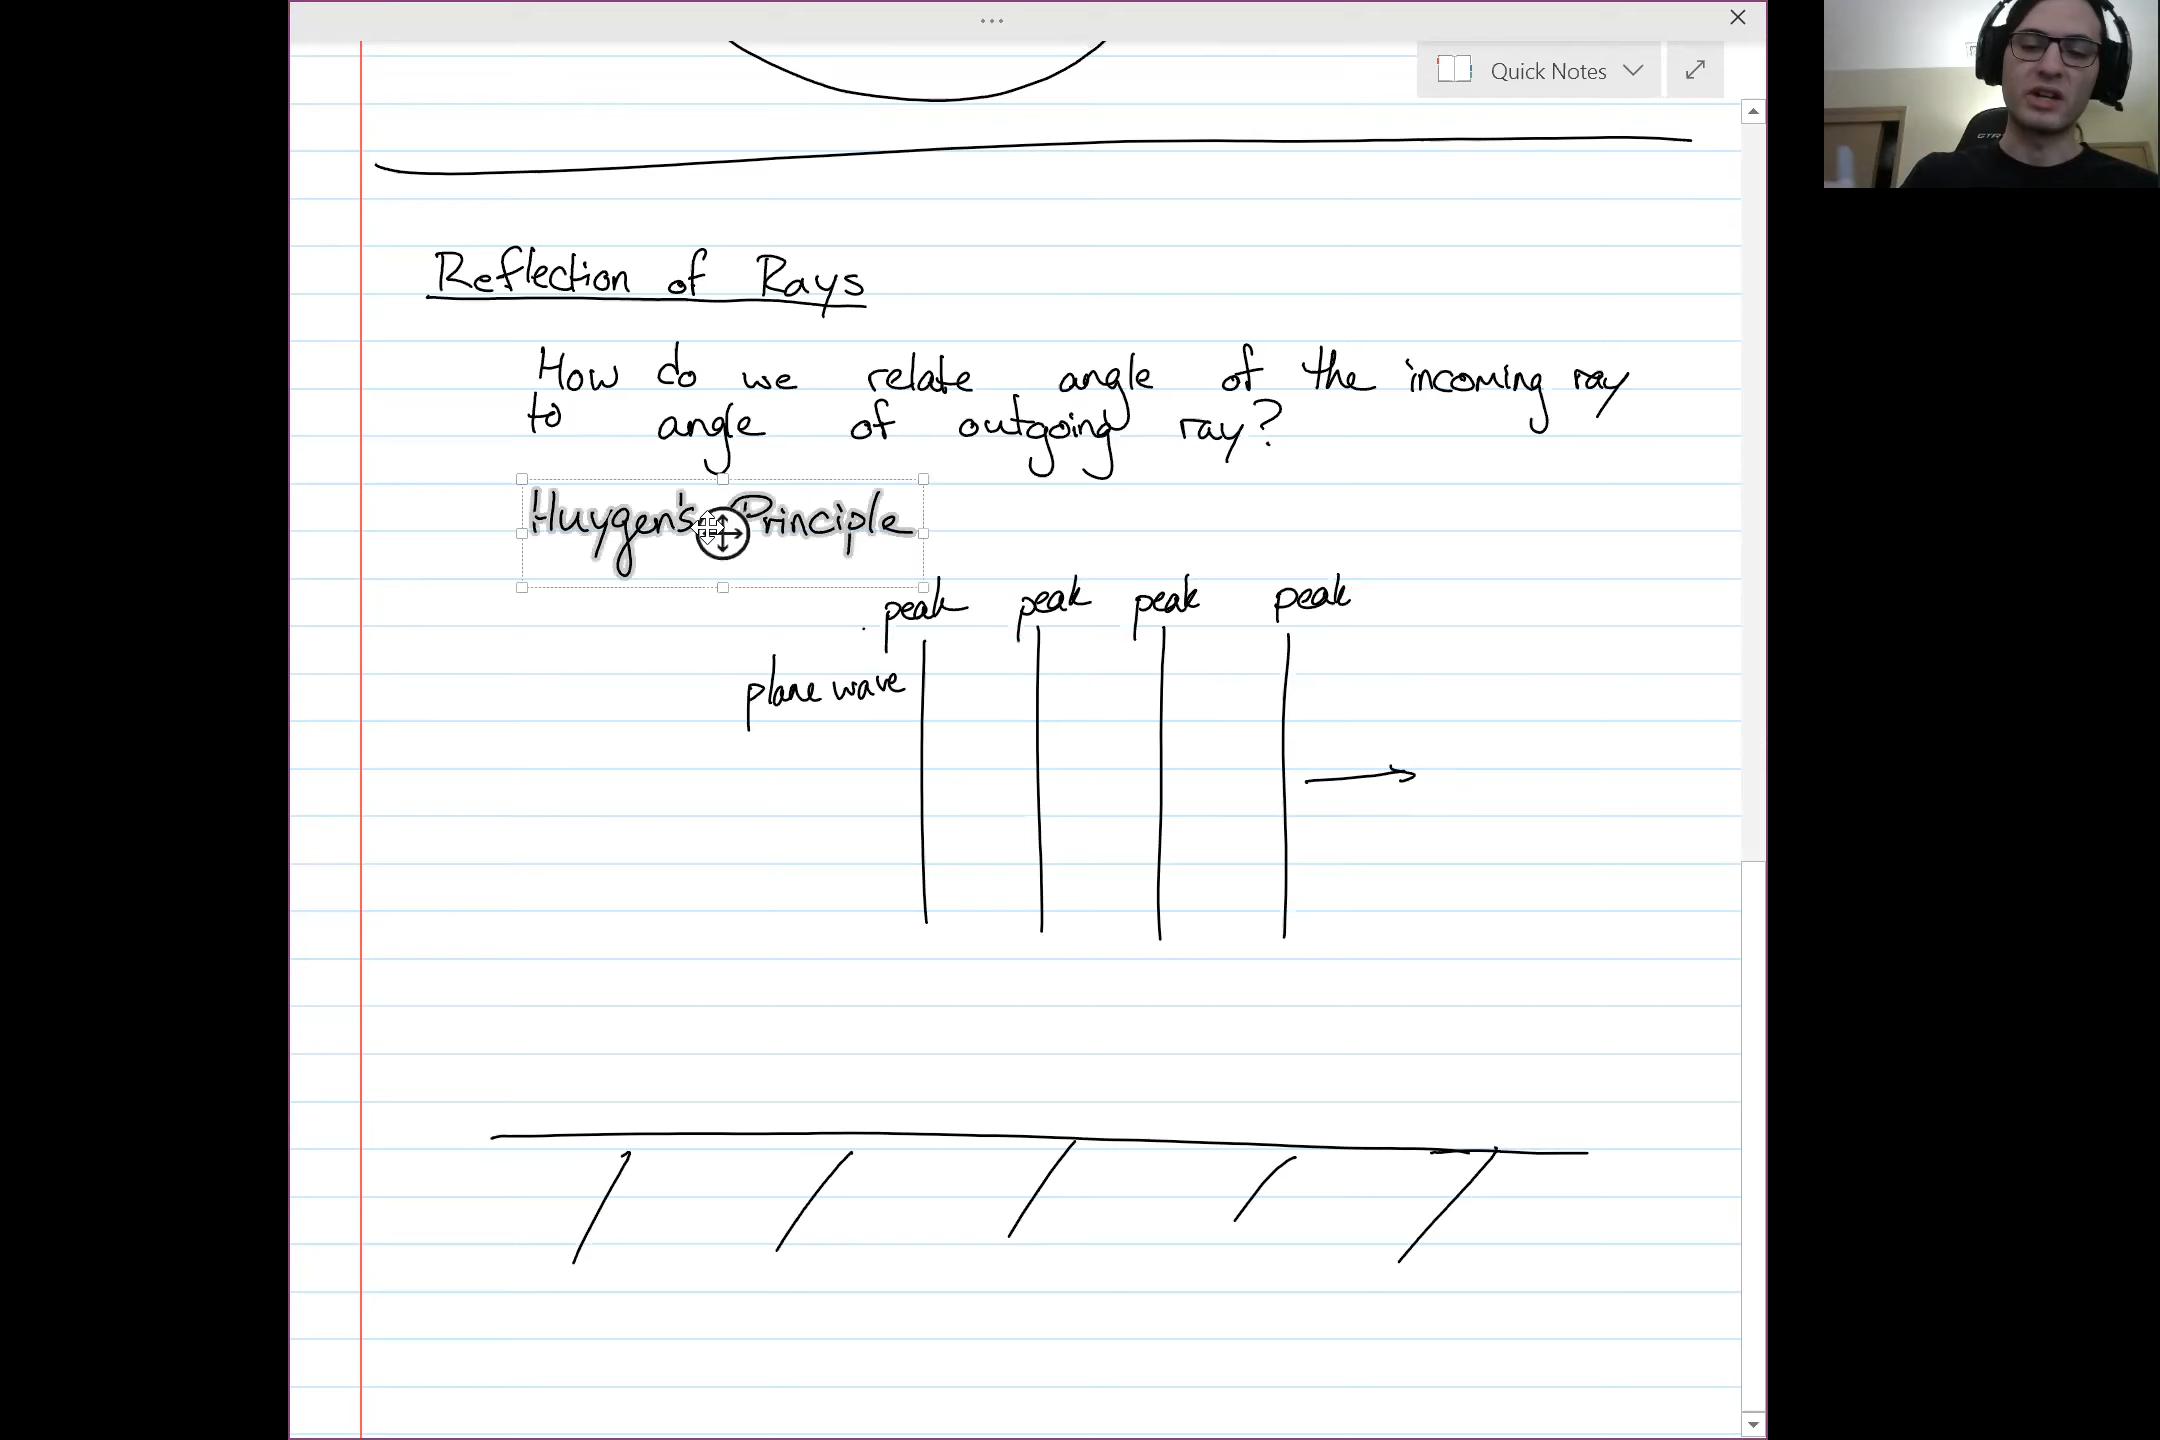 Quick Notes
Reflection of Rays
How do we relate angle of the incoming ray
to angle of outgoing ray?
Huygen's Principle
peak peak peak peak
plane wave